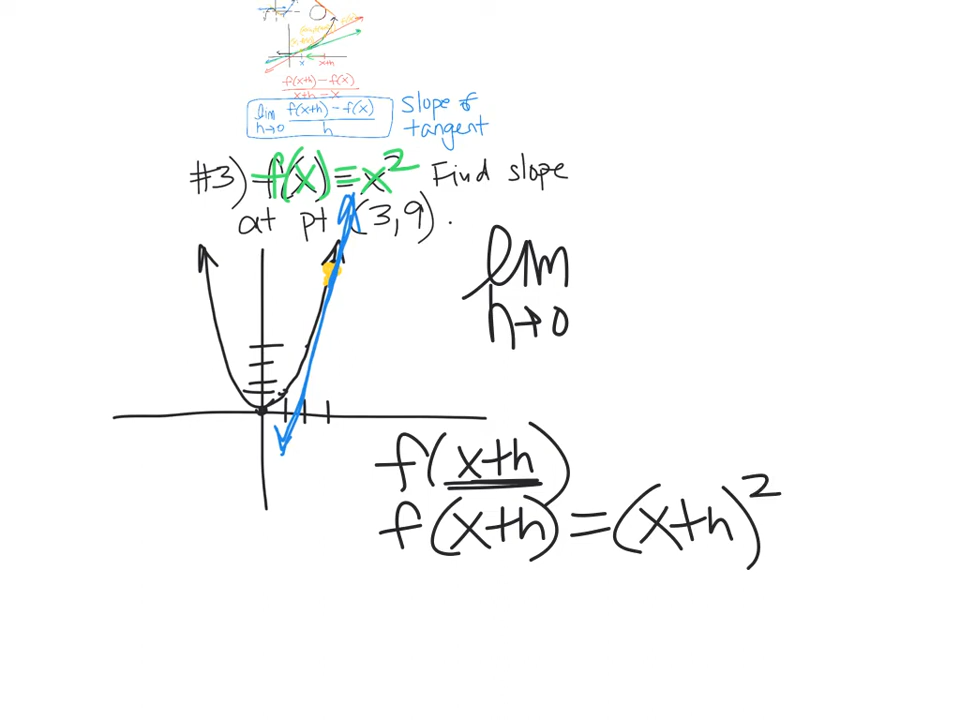 x x+h
f(x+h) - f(x)
x+h - x
lim h→0 f(x+h) - f(x) / h
Slope of tangent
#3) f(x) = x² Find slope
at pt (3,9).
lim
h→0
f(x+h)
f(x+h) = (x+h)²